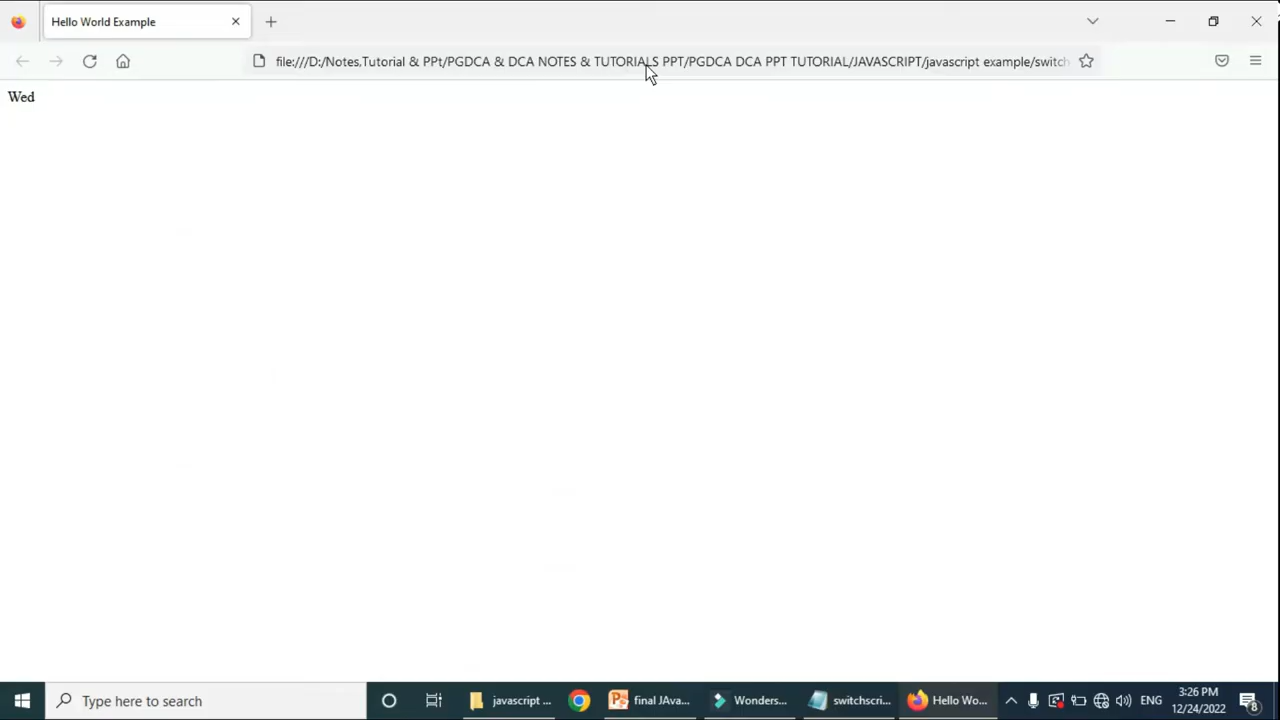 Hello World Example
file:///D:/Notes,Tutorial & PPt/PGDCA & DCA NOTES & TUTORIALS PPT/PGDCA DCA PPT TUTORIAL/JAVASCRIPT/javascript example/switch
Wed
Type here to search
javascript ...
final JAva...
Wonders...
switchscri...
Hello Wo...
ENG
3:26 PM
12/24/2022
8